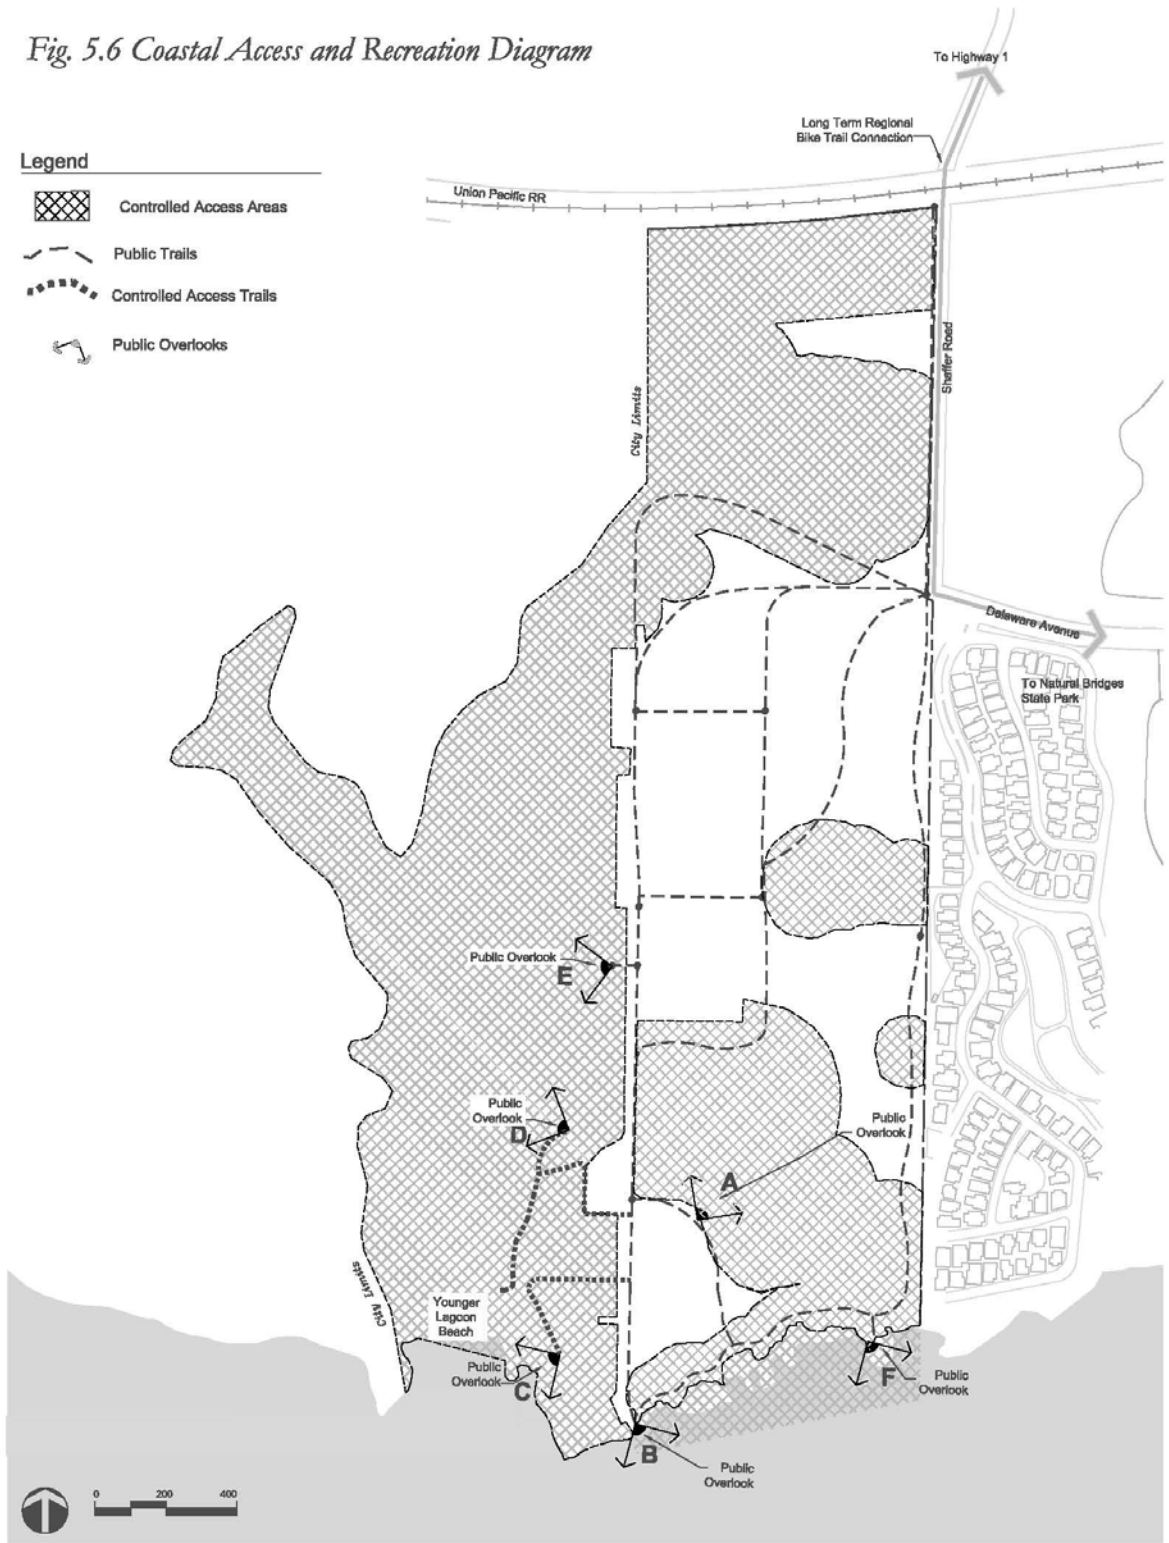 Fig. 5.6 Coastal Access and Recreation Diagram
To Highway 1
Long Term Regional
Bike Trail Connection
Legend
Controlled Access Areas
Public Trails
Controlled Access Trails
Public Overlooks
Union Pacific RR
Shaffer Road
City Limits
Delaware Avenue
To Natural Bridges
State Park
Public Overlook
E
Public
Overlook
D
Public
Overlook
A
City Limits
Younger
Lagoon
Beach
Public
Overlook
C
F
Public
Overlook
B
Public
Overlook
0 200 400